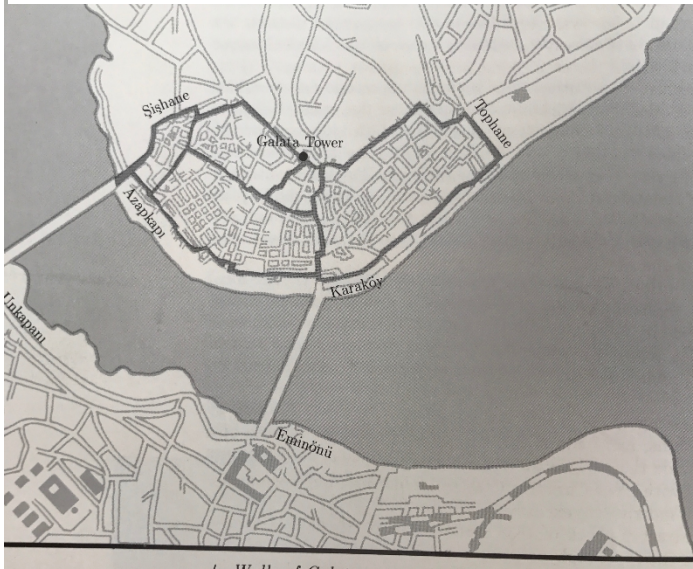 Şişhane
Galata Tower
Tophane
Azapkapı
Karaköy
Unkapanı
Eminönü